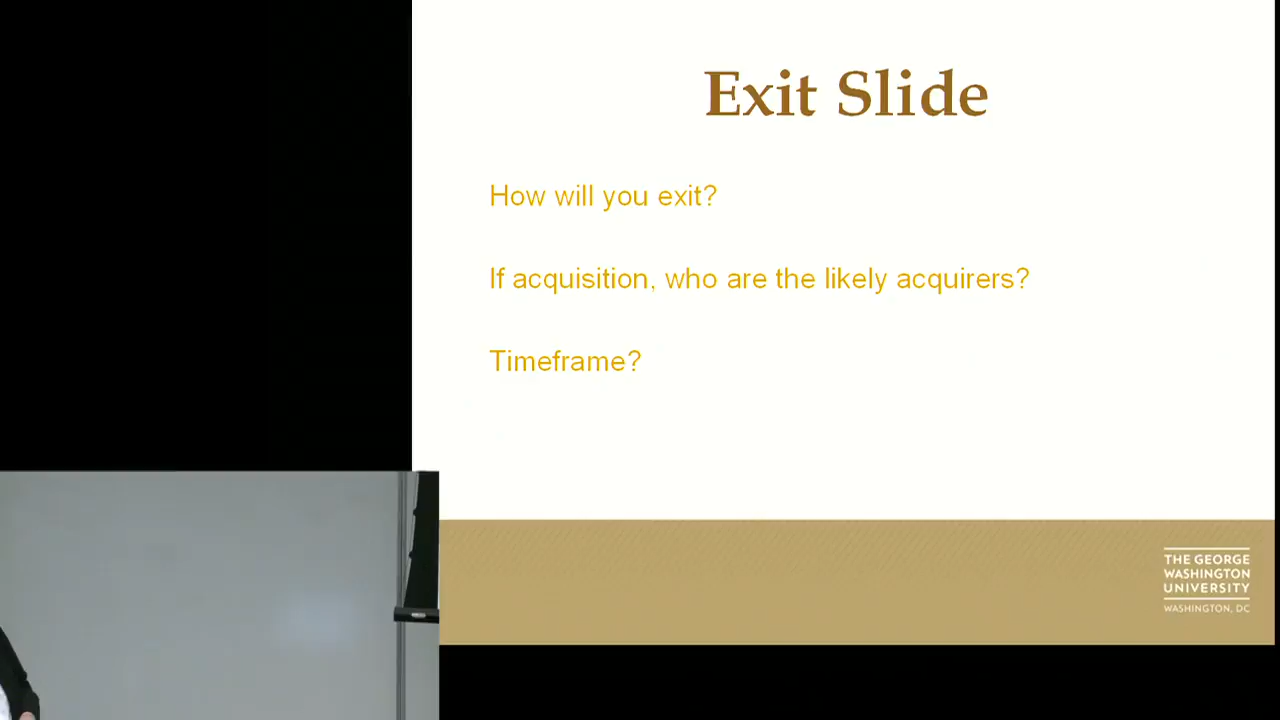 Exit Slide
How will you exit?
If acquisition, who are the likely acquirers?
Timeframe?
THE GEORGE
WASHINGTON
UNIVERSITY
WASHINGTON, DC